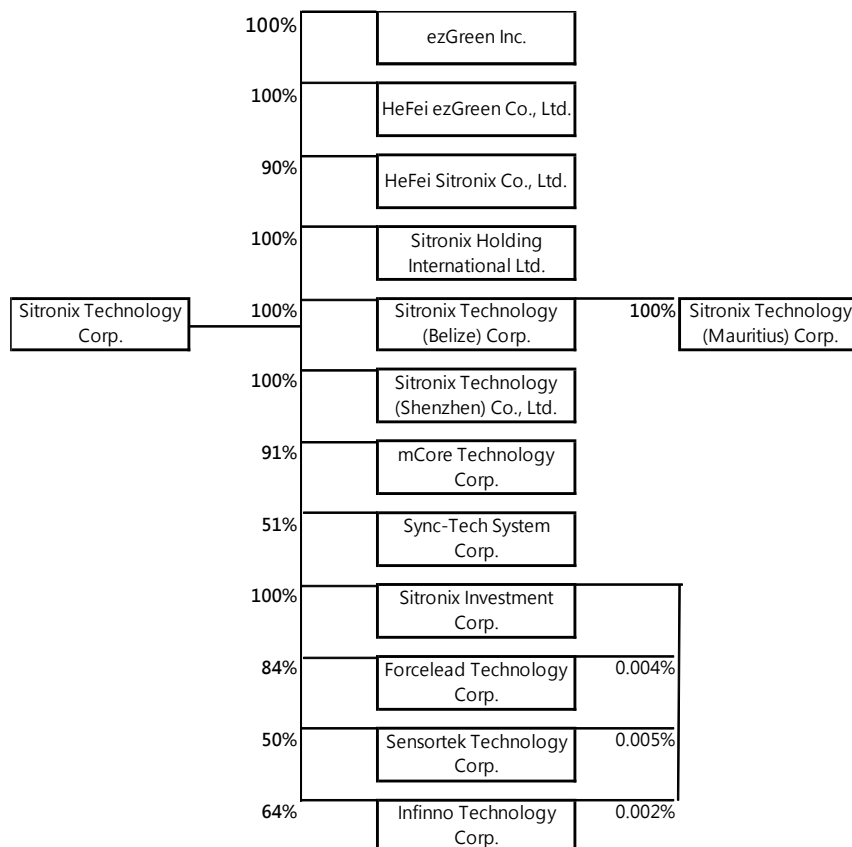 100%
ezGreen Inc.
100%
HeFei ezGreen Co., Ltd.
90%
HeFei Sitronix Co., Ltd.
100%
Sitronix Holding
International Ltd.
Sitronix Technology
Corp.
100%
Sitronix Technology
(Belize) Corp.
100%
Sitronix Technology
(Mauritius) Corp.
100%
Sitronix Technology
(Shenzhen) Co., Ltd.
91%
mCore Technology
Corp.
51%
Sync-Tech System
Corp.
100%
Sitronix Investment
Corp.
84%
Forcelead Technology
Corp.
0.004%
50%
Sensortek Technology
Corp.
0.005%
64%
Infinno Technology
Corp.
0.002%